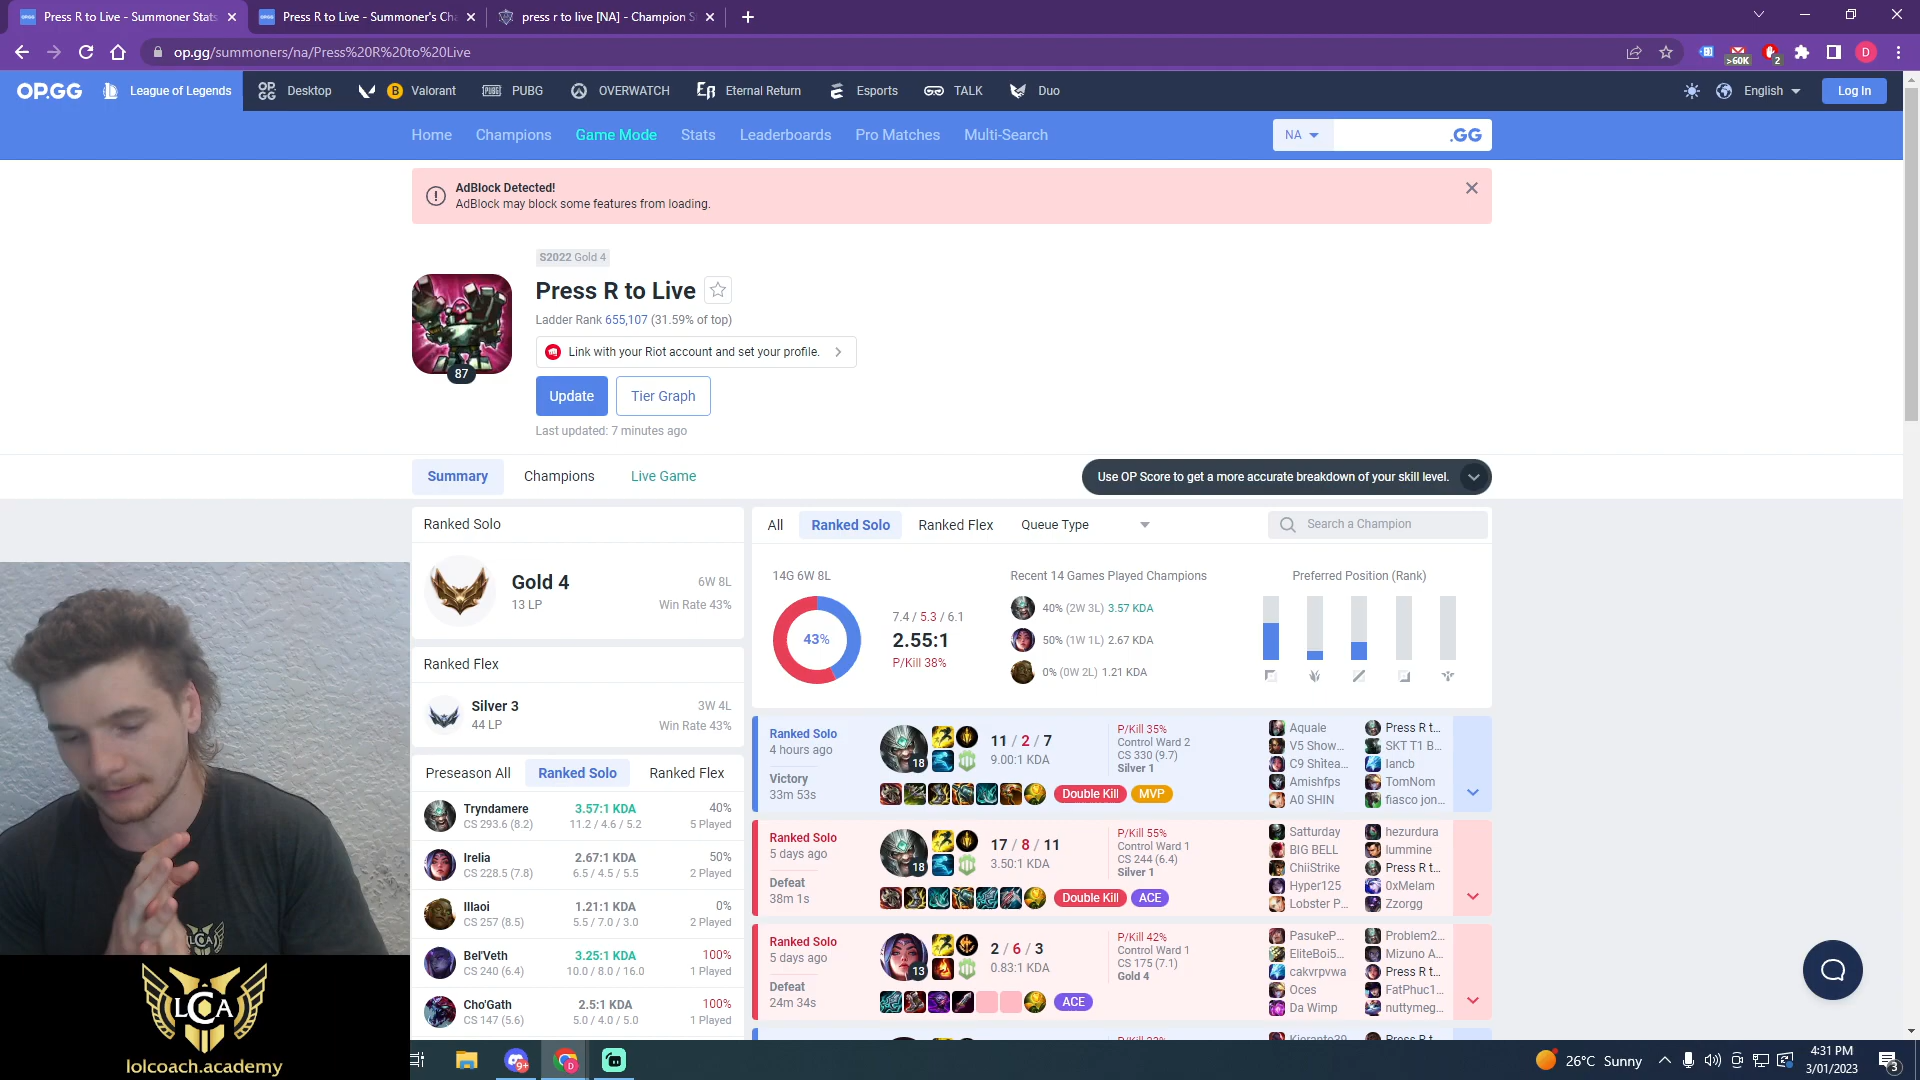 Press R to Live - Summoner Stats
Press R to Live - Summoner's Cha
press r to live [NA] - Champion S
op.gg/summoners/na/Press%20R%20to%20Live
>60K
2
D
OP.GG
League of Legends
OP.GG
Desktop
B
Valorant
PUBG
OVERWATCH
Eternal Return
Esports
TALK
Duo
English
Log In
Home
Champions
Game Mode
Stats
Leaderboards
Pro Matches
Multi-Search
NA
.GG
AdBlock Detected!
AdBlock may block some features from loading.
S2022 Gold 4
Press R to Live
87
Ladder Rank 655,107 (31.59% of top)
Link with your Riot account and set your profile.
Update
Tier Graph
Last updated: 7 minutes ago
Summary
Champions
Live Game
Use OP Score to get a more accurate breakdown of your skill level.
Ranked Solo
Gold 4
6W 8L
13 LP
Win Rate 43%
Ranked Flex
Silver 3
3W 4L
44 LP
Win Rate 43%
Preseason All
Ranked Solo
Ranked Flex
Tryndamere
3.57:1 KDA
40%
CS 293.6 (8.2)
11.2 / 4.6 / 5.2
5 Played
Irelia
2.67:1 KDA
50%
CS 228.5 (7.8)
6.5 / 4.5 / 5.5
2 Played
Illaoi
1.21:1 KDA
0%
CS 257 (8.5)
5.5 / 7.0 / 3.0
2 Played
Bel'Veth
3.25:1 KDA
100%
CS 240 (6.4)
10.0 / 8.0 / 16.0
1 Played
Cho'Gath
2.5:1 KDA
100%
CS 147 (5.6)
5.0 / 4.0 / 5.0
1 Played
All
Ranked Solo
Ranked Flex
Queue Type
Search a Champion
14G 6W 8L
43%
7.4 / 5.3 / 6.1
2.55:1
P/Kill 38%
Recent 14 Games Played Champions
40% (2W 3L) 3.57 KDA
50% (1W 1L) 2.67 KDA
0% (0W 2L) 1.21 KDA
Preferred Position (Rank)
Ranked Solo
4 hours ago
Victory
33m 53s
18
11 / 2 / 7
9.00:1 KDA
Double Kill
MVP
P/Kill 35%
Control Ward 2
CS 330 (9.7)
Silver 1
Aquale
V5 Show...
C9 Shitea...
Amishfps
A0 SHIN
Press R t...
SKT T1 B...
Iancb
TomNom
fiasco jon...
Ranked Solo
5 days ago
Defeat
38m 1s
18
17 / 8 / 11
3.50:1 KDA
Double Kill
ACE
P/Kill 55%
Control Ward 1
CS 244 (6.4)
Silver 1
Satturday
BIG BELL
ChiiStrike
Hyper125
Lobster P...
hezurdura
lummine
Press R t...
0xMelam
Zzorgg
Ranked Solo
5 days ago
Defeat
24m 34s
13
2 / 6 / 3
0.83:1 KDA
ACE
P/Kill 42%
Control Ward 1
CS 175 (7.1)
Gold 4
PasukeP...
EliteBoi5...
cakvrpvwa
Oces
Da Wimp
Problem2...
Mizuno A...
Press R t...
FatPhuc1...
nuttymeg...
LCA
LCA
lolcoach.academy
9+
D
26°C Sunny
4:31 PM
3/01/2023
3